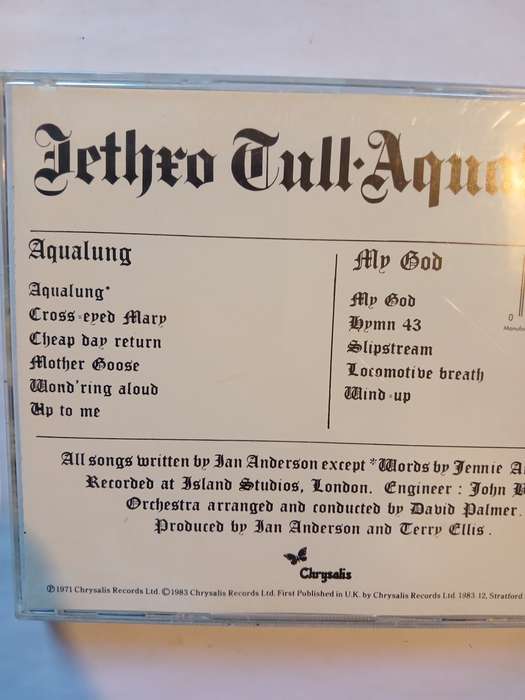 Jethro Tull·Aqua
Aqualung
Aqualung*
Cross-eyed Mary
Cheap day return
Mother Goose
Wond'ring aloud
Up to me
My God
My God
Hymn 43
Slipstream
Locomotive breath
Wind-up
0
All songs written by Ian Anderson except *Words by Jennie
Recorded at Island Studios, London. Engineer : John
Orchestra arranged and conducted by David Palmer.
Produced by Ian Anderson and Terry Ellis.
Chrysalis
℗1971 Chrysalis Records Ltd. ©1983 Chrysalis Records Ltd. First Published in U.K. by Chrysalis Records Ltd. 1983 12, Stratford